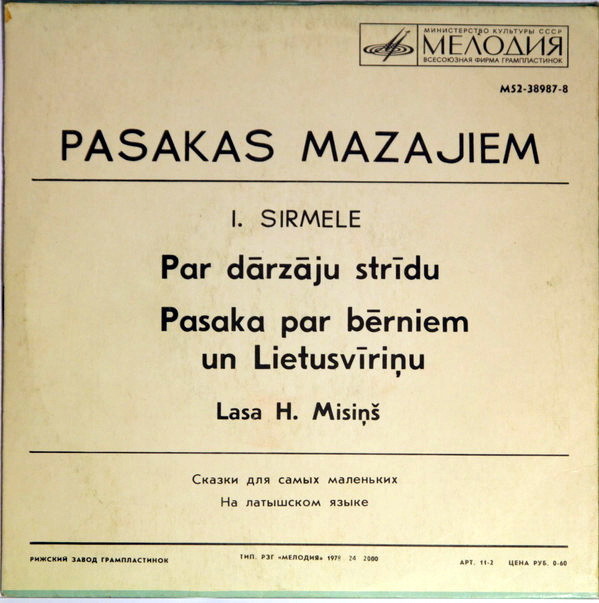 МИНИСТЕРСТВО КУЛЬТУРЫ СССР
МЕЛОДИЯ
ВСЕСОЮЗНАЯ ФИРМА ГРАМПЛАСТИНОК
М52-38987-8
PASAKAS MAZAJIEM
I. SIRMELE
Par dārzāju strīdu
Pasaka par bērniem
un Lietusvīriņu
Lasa H. Misiņš
Сказки для самых маленьких
На латышском языке
РИЖСКИЙ ЗАВОД ГРАМПЛАСТИНОК
ТИП. РЗГ «МЕЛОДИЯ» 1978 24 2000
АРТ. 11-2 ЦЕНА РУБ. 0-60